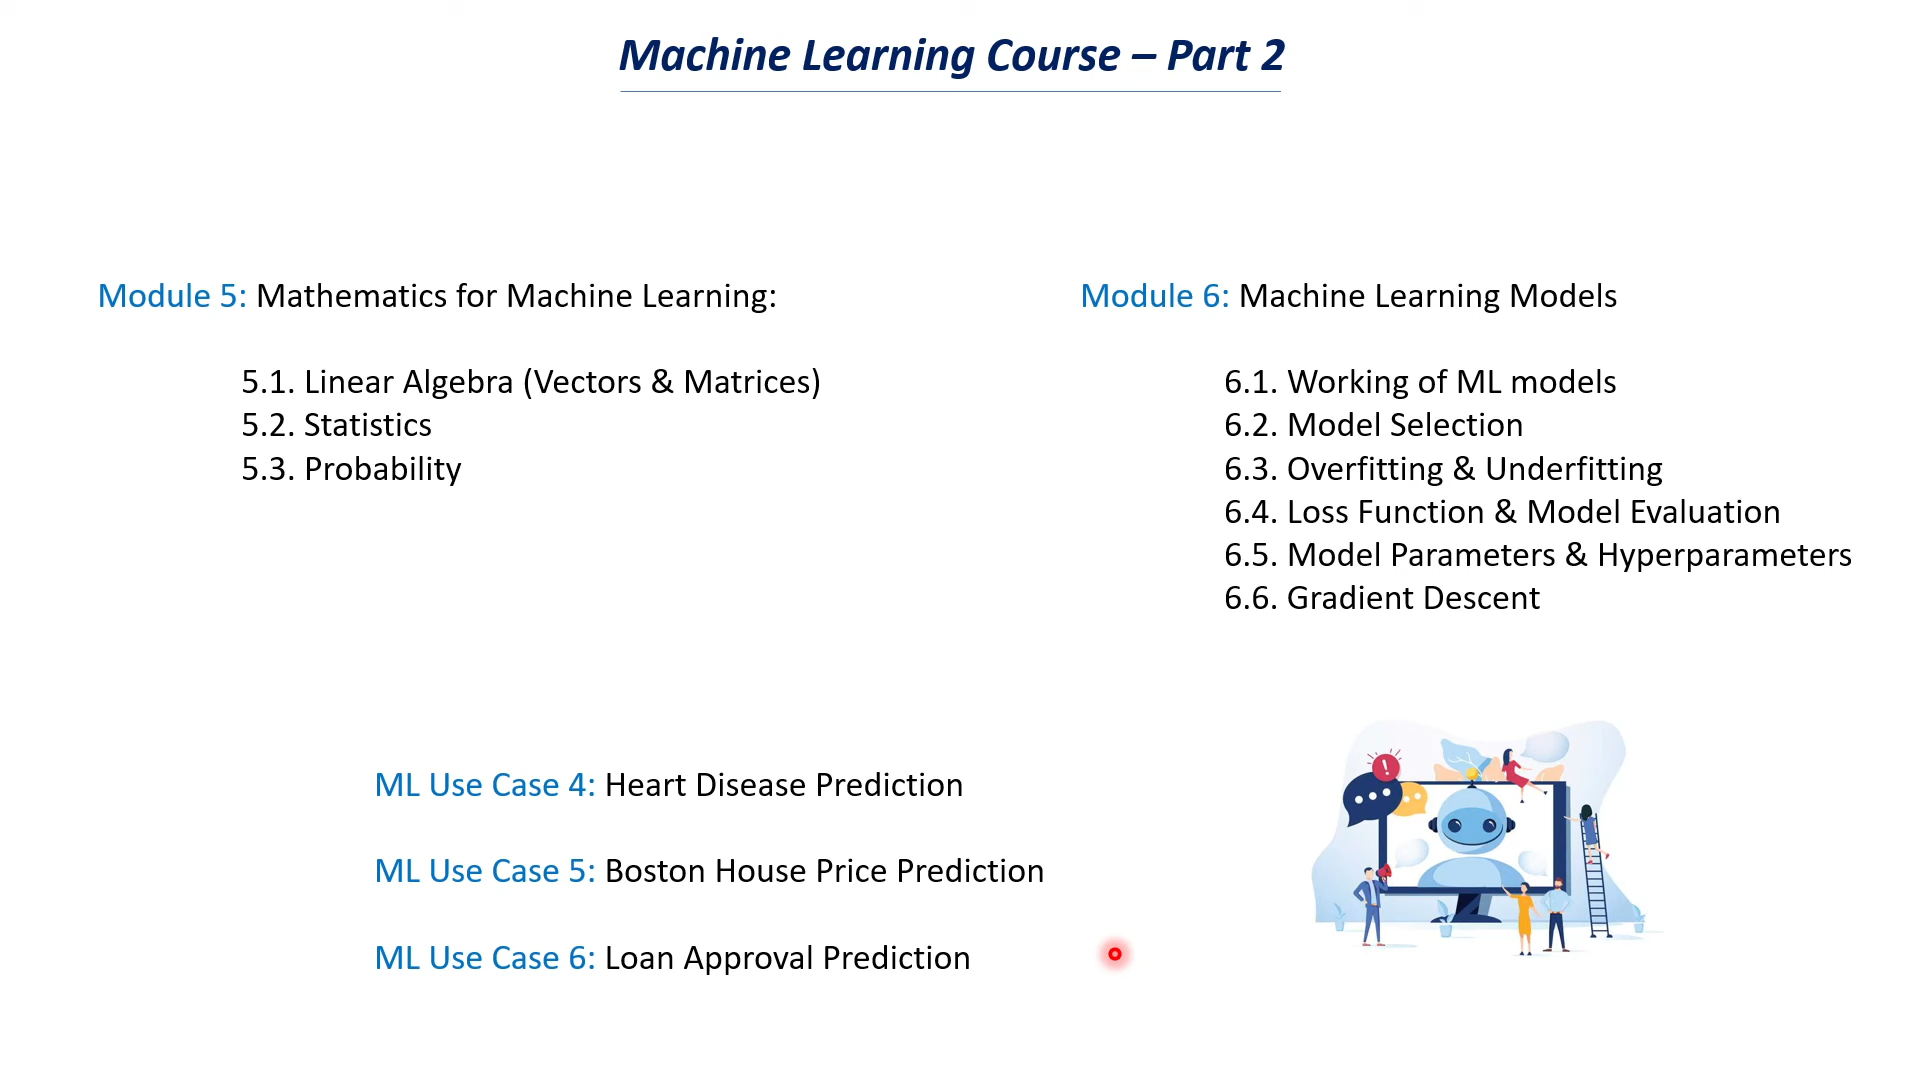 Machine Learning Course – Part 2
Module 5: Mathematics for Machine Learning:
5.1. Linear Algebra (Vectors & Matrices)
5.2. Statistics
5.3. Probability
Module 6: Machine Learning Models
6.1. Working of ML models
6.2. Model Selection
6.3. Overfitting & Underfitting
6.4. Loss Function & Model Evaluation
6.5. Model Parameters & Hyperparameters
6.6. Gradient Descent
ML Use Case 4: Heart Disease Prediction
ML Use Case 5: Boston House Price Prediction
ML Use Case 6: Loan Approval Prediction
!